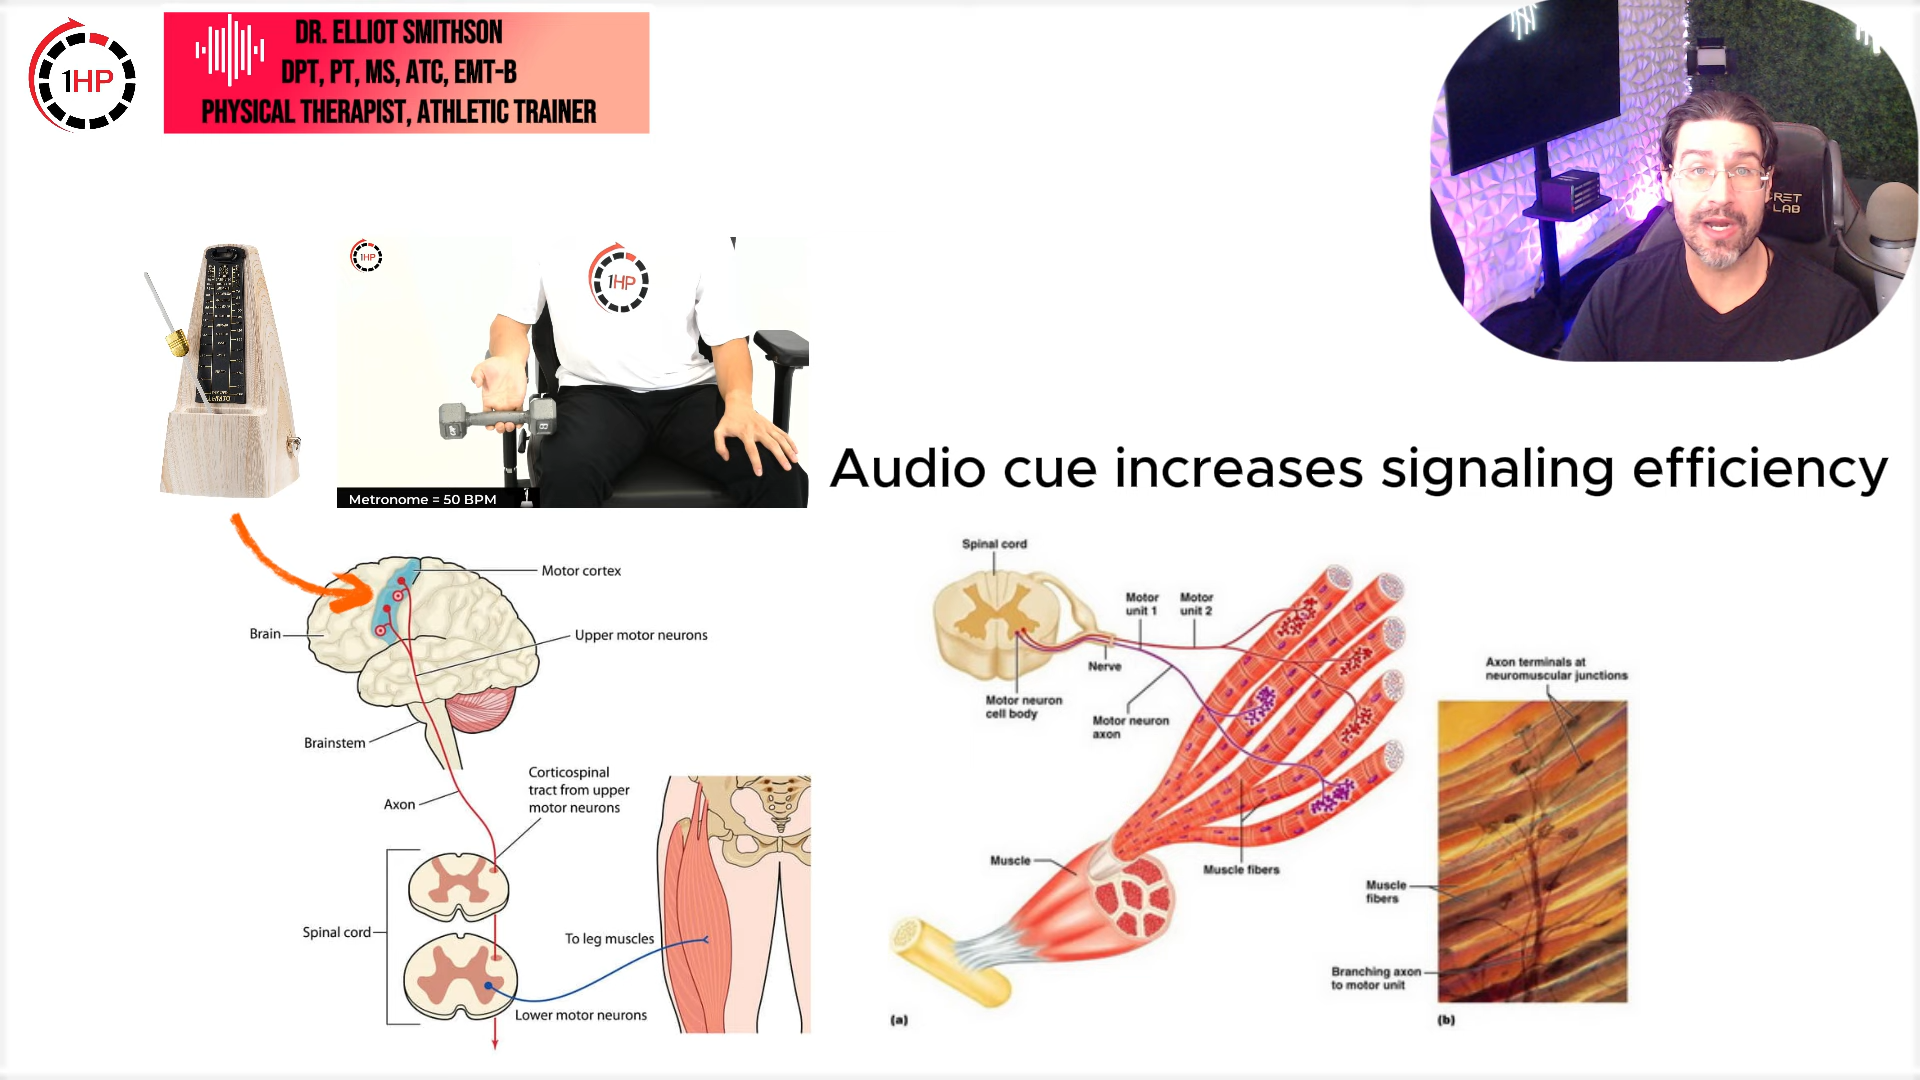 1HP
DR. ELLIOT SMITHSON
DPT, PT, MS, ATC, EMT-B
PHYSICAL THERAPIST, ATHLETIC TRAINER
LAB
1HP
1HP
Metronome = 50 BPM
Audio cue increases signaling efficiency
Motor cortex
Brain
Upper motor neurons
Brainstem
Corticospinal
tract from upper
motor neurons
Axon
Spinal cord
To leg muscles
Lower motor neurons
Spinal cord
Motor
unit 1
Motor
unit 2
Nerve
Motor neuron
cell body
Motor neuron
axon
Muscle
Muscle fibers
(a)
Axon terminals at
neuromuscular junctions
Muscle
fibers
Branching axon
to motor unit
(b)